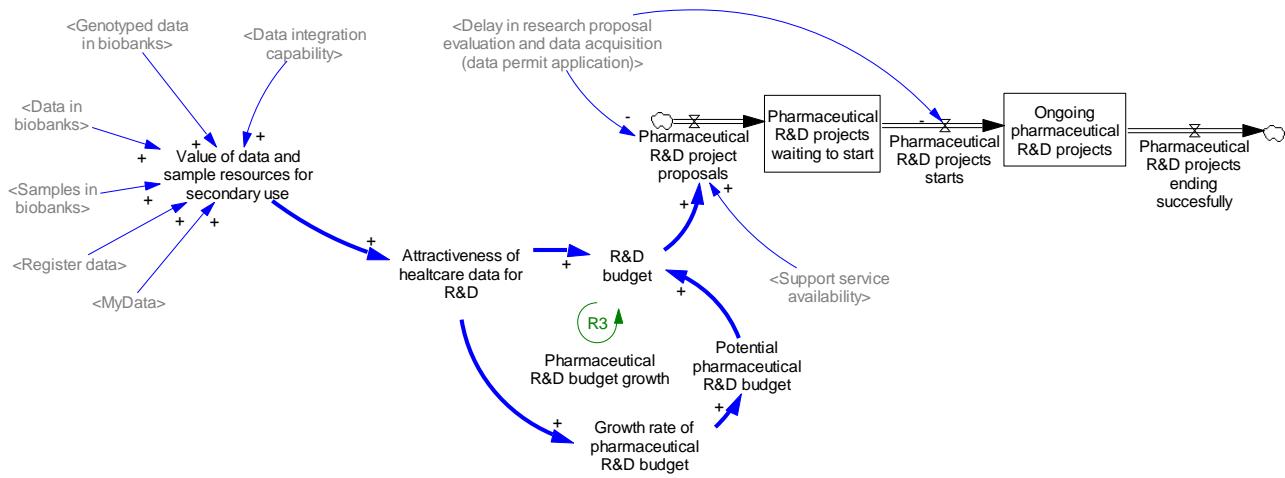 <Genotyped data
in biobanks>
<Data integration
capability>
<Data in
biobanks>
<Samples in
biobanks>
<Register data>
<MyData>
+
+
+
+
+
+
Value of data and
sample resources for
secondary use
+
Attractiveness of
healtcare data for
R&D
+
R&D
budget
R3
Pharmaceutical
R&D budget growth
+
Growth rate of
pharmaceutical
R&D budget
+
Potential
pharmaceutical
R&D budget
+
+
+
<Support service
availability>
<Delay in research proposal
evaluation and data acquisition
(data permit application)>
-
Pharmaceutical
R&D project
proposals
Pharmaceutical
R&D projects
waiting to start
-
Pharmaceutical
R&D projects
starts
Ongoing
pharmaceutical
R&D projects
Pharmaceutical
R&D projects
ending
succesfully